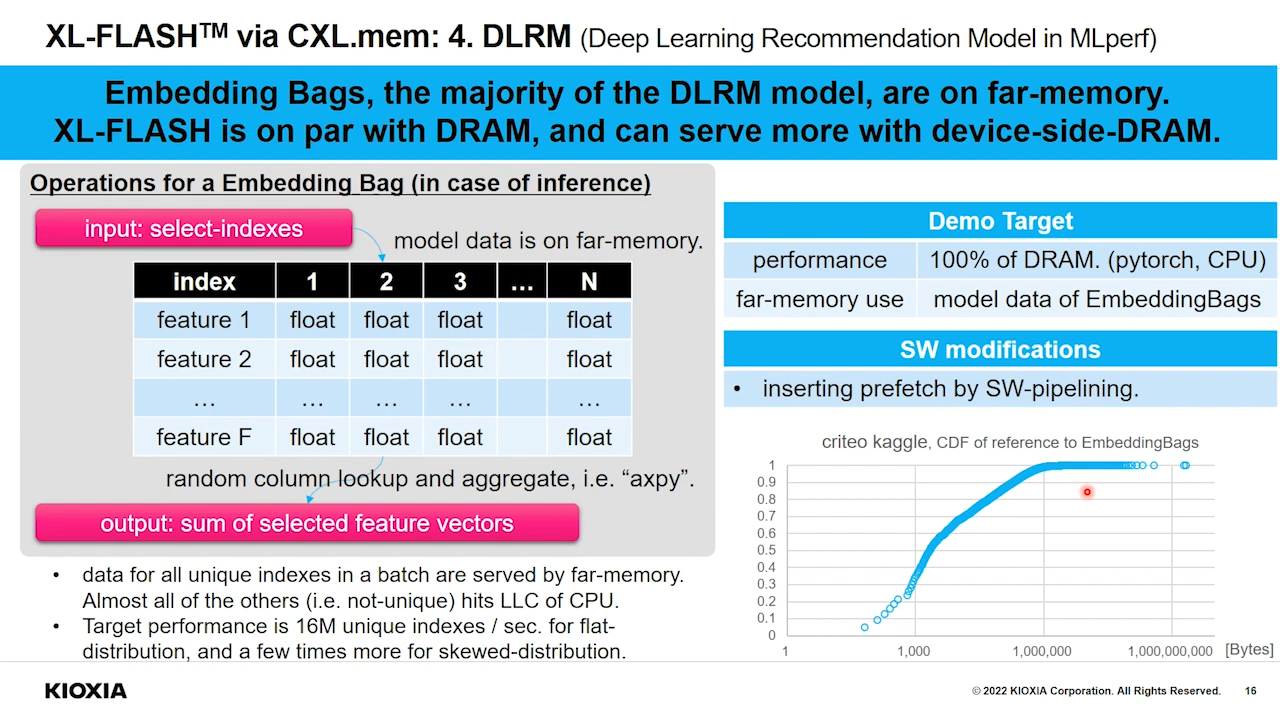 XL-FLASH™ via CXL.mem: 4. DLRM (Deep Learning Recommendation Model in MLperf)
Embedding Bags, the majority of the DLRM model, are on far-memory.
XL-FLASH is on par with DRAM, and can serve more with device-side-DRAM.
Operations for a Embedding Bag (in case of inference)
input: select-indexes
model data is on far-memory.
index 1 2 3 … N
feature 1 float float float float
feature 2 float float float float
… … … … …
feature F float float float float
random column lookup and aggregate, i.e. “axpy”.
output: sum of selected feature vectors
• data for all unique indexes in a batch are served by far-memory.
Almost all of the others (i.e. not-unique) hits LLC of CPU.
• Target performance is 16M unique indexes / sec. for flat-
distribution, and a few times more for skewed-distribution.
Demo Target
performance 100% of DRAM. (pytorch, CPU)
far-memory use model data of EmbeddingBags
SW modifications
• inserting prefetch by SW-pipelining.
criteo kaggle, CDF of reference to EmbeddingBags
1
0.9
0.8
0.7
0.6
0.5
0.4
0.3
0.2
0.1
0
1 1,000 1,000,000 1,000,000,000 [Bytes]
KIOXIA
© 2022 KIOXIA Corporation. All Rights Reserved. 16